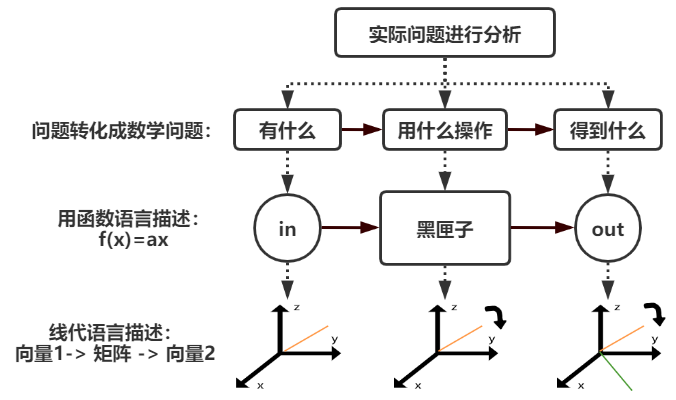 实际问题进行分析
问题转化成数学问题：
有什么
用什么操作
得到什么
用函数语言描述：
f(x)=ax
in
黑匣子
out
线代语言描述：
向量1-> 矩阵 -> 向量2
z
y
x
z
y
x
z
y
x